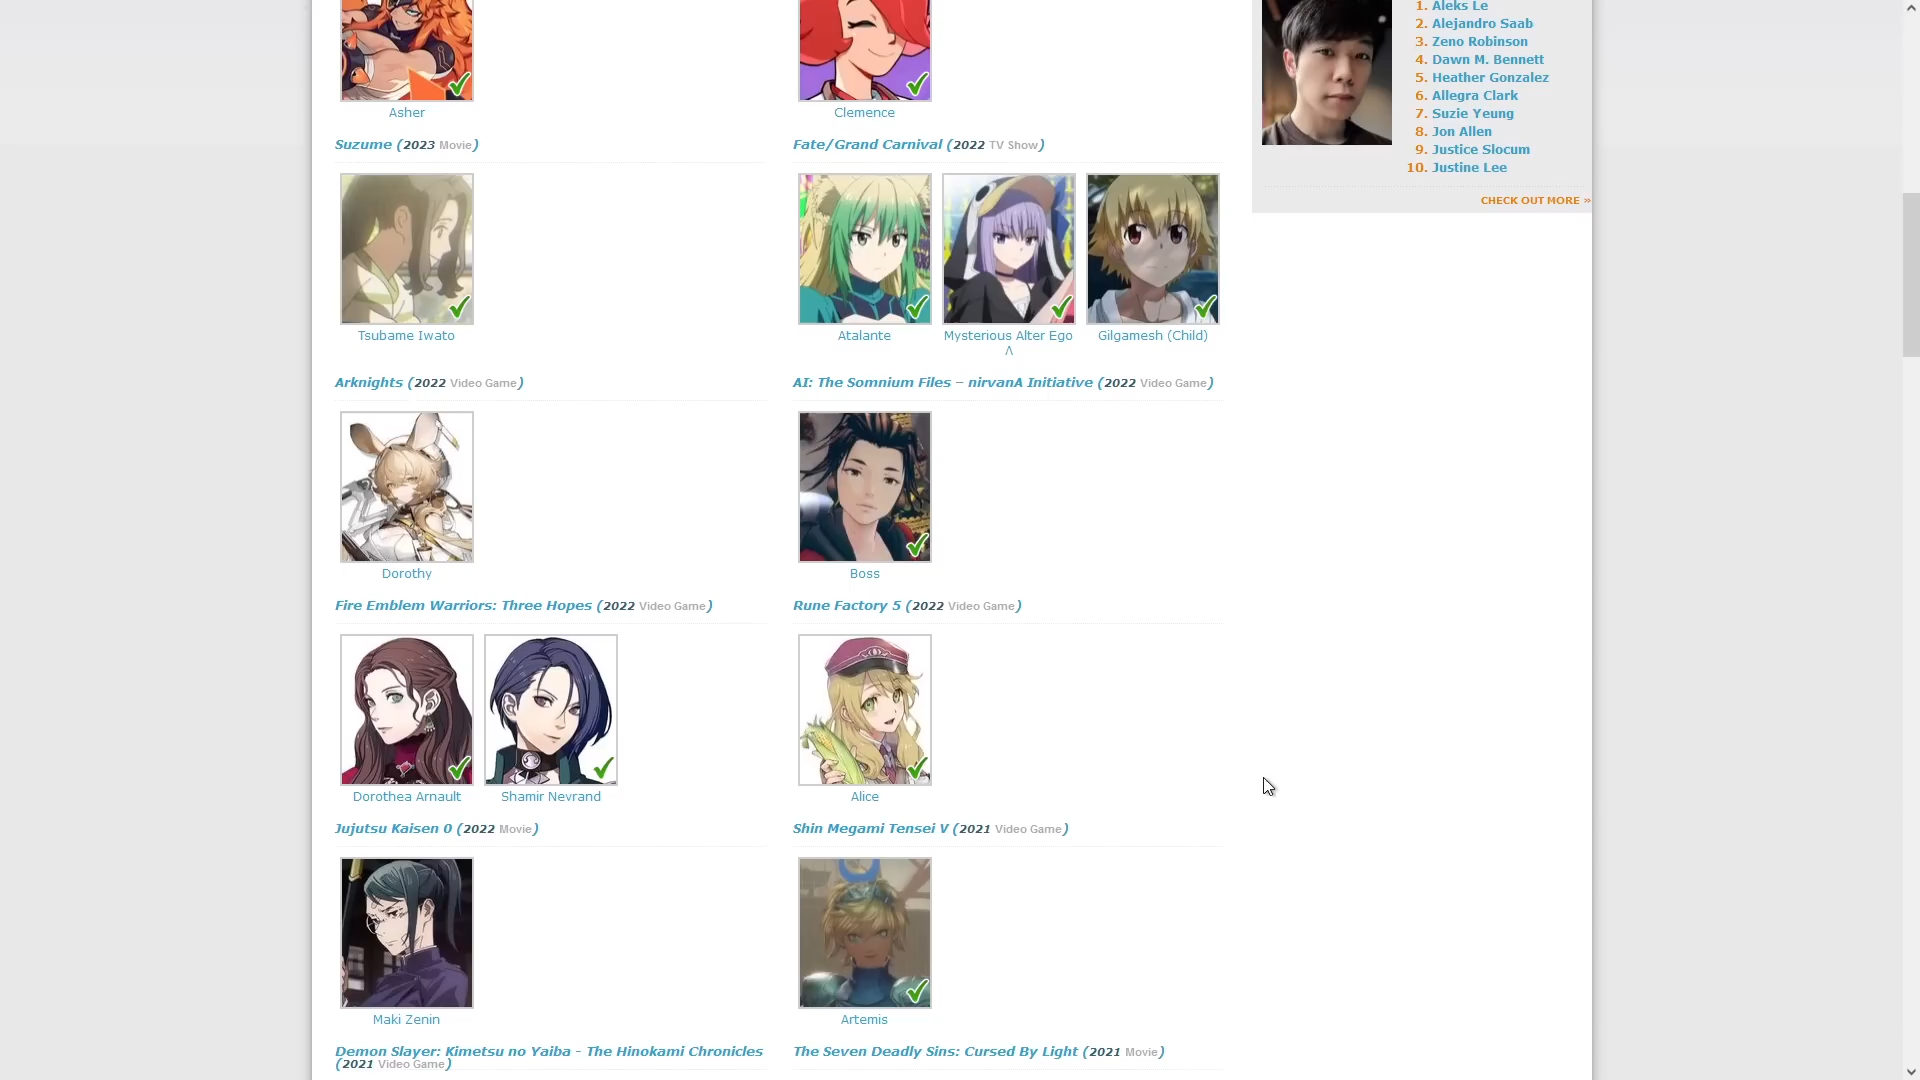 Asher
Clemence
1. Aleks Le
2. Alejandro Saab
3. Zeno Robinson
4. Dawn M. Bennett
5. Heather Gonzalez
6. Allegra Clark
7. Suzie Yeung
8. Jon Allen
9. Justice Slocum
10. Justine Lee
CHECK OUT MORE »
Suzume (2023 Movie)
Fate/Grand Carnival (2022 TV Show)
Tsubame Iwato
Atalante
Mysterious Alter Ego
Λ
Gilgamesh (Child)
Arknights (2022 Video Game)
AI: The Somnium Files – nirvanA Initiative (2022 Video Game)
Dorothy
Boss
Fire Emblem Warriors: Three Hopes (2022 Video Game)
Rune Factory 5 (2022 Video Game)
Dorothea Arnault
Shamir Nevrand
Alice
Jujutsu Kaisen 0 (2022 Movie)
Shin Megami Tensei V (2021 Video Game)
Maki Zenin
Artemis
Demon Slayer: Kimetsu no Yaiba - The Hinokami Chronicles
(2021 Video Game)
The Seven Deadly Sins: Cursed By Light (2021 Movie)